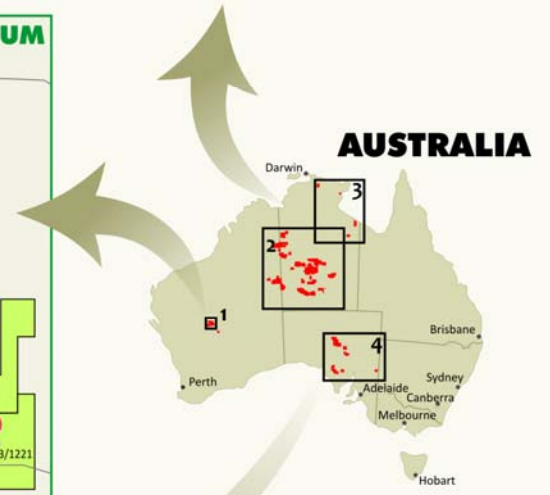 UM
AUSTRALIA
Darwin
3
2
1
4
Brisbane
Perth
Adelaide
Sydney
Canberra
Melbourne
3/1221
Hobart